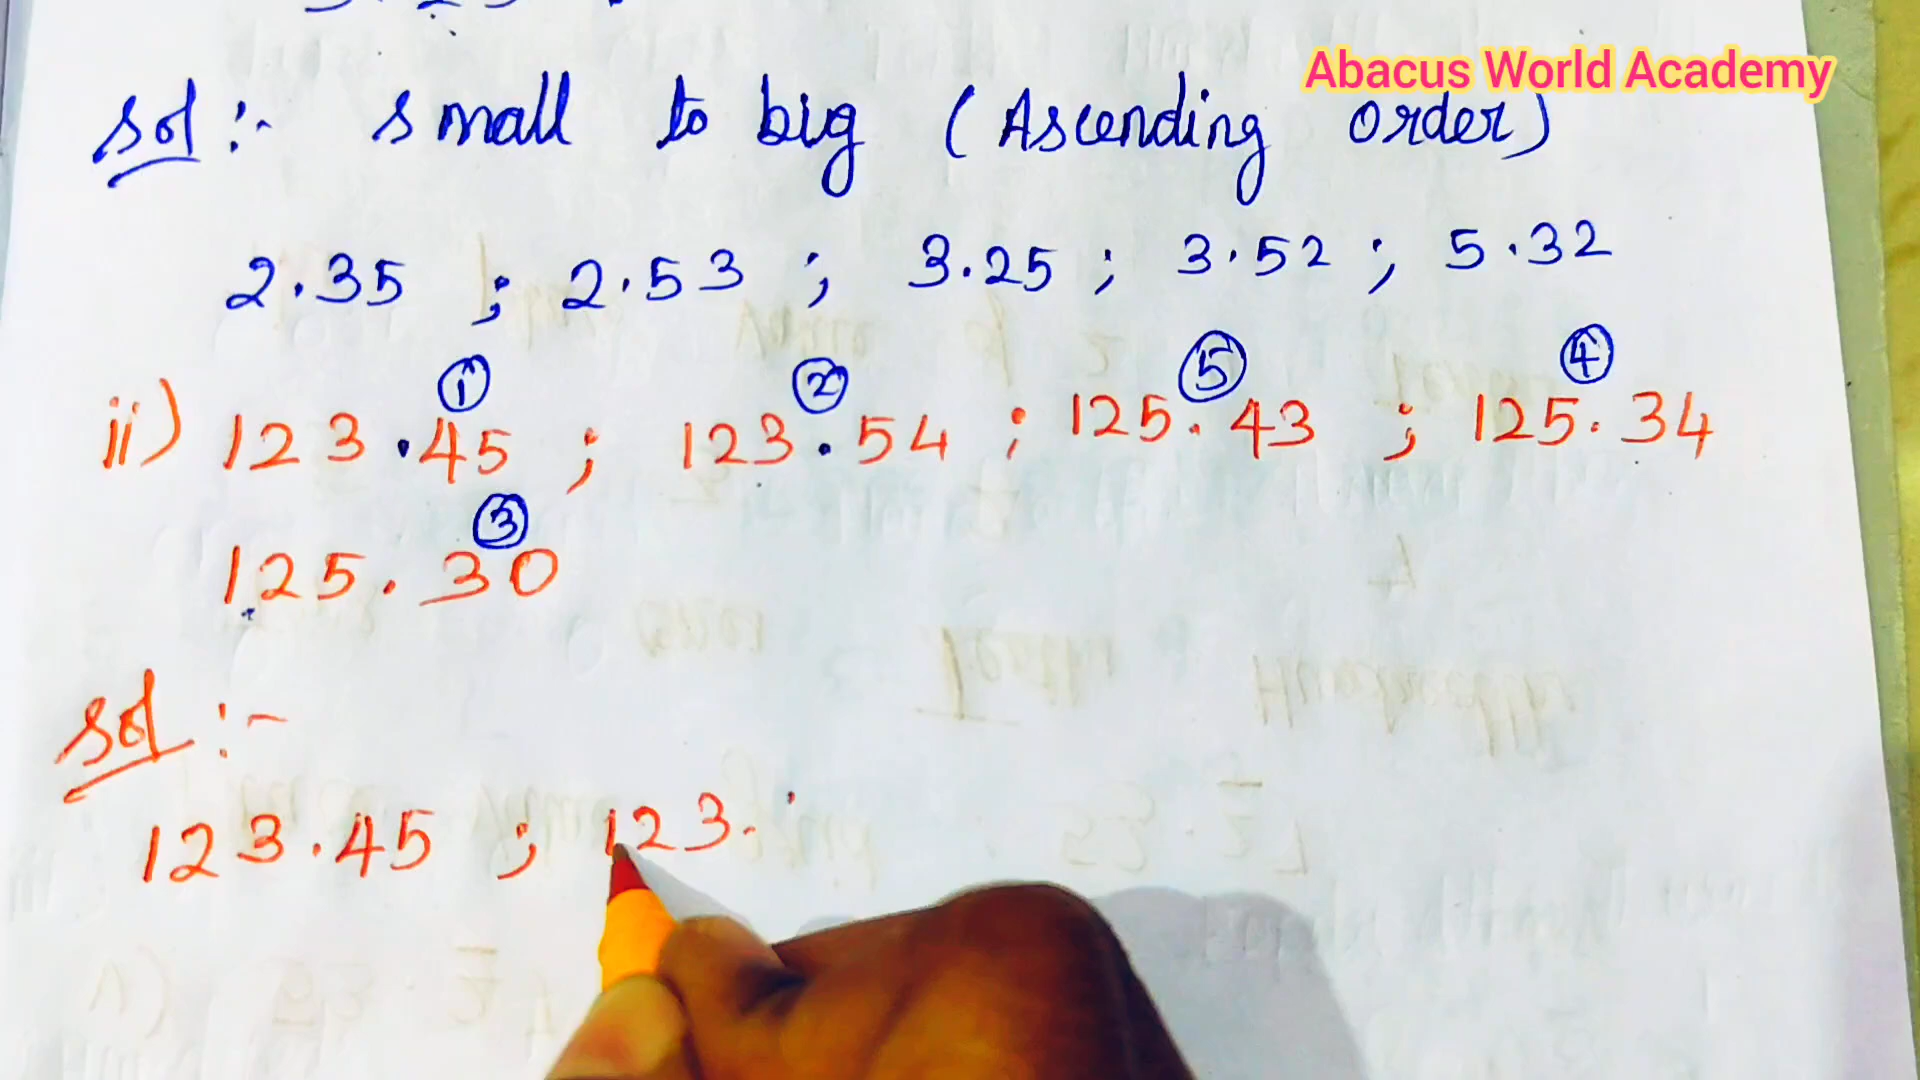 Abacus World Academy
Sol :- Small to big (Ascending order)
2.35 ; 2.53 ; 3.25 ; 3.52 ; 5.32
① ② ⑤ ④
ii) 123.45 ; 123.54 ; 125.43 ; 125.34
③
125.30
Sol :-
123.45 ; 123.